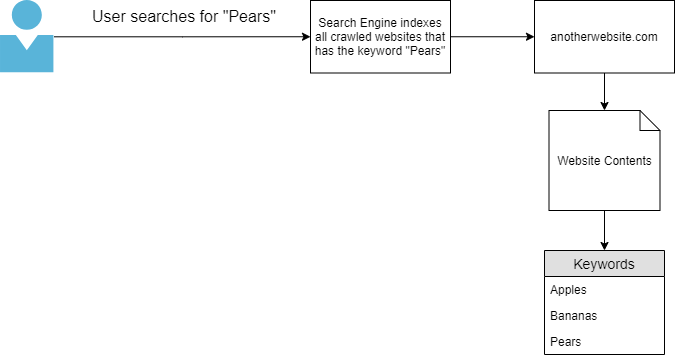 User searches for "Pears"
Search Engine indexes
all crawled websites that
has the keyword "Pears"
anotherwebsite.com
Website Contents
Keywords
Apples
Bananas
Pears